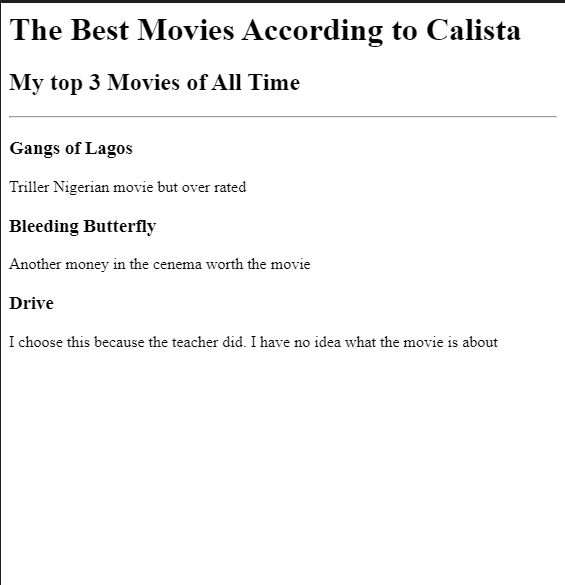 The Best Movies According to Calista
My top 3 Movies of All Time
Gangs of Lagos
Triller Nigerian movie but over rated
Bleeding Butterfly
Another money in the cenema worth the movie
Drive
I choose this because the teacher did. I have no idea what the movie is about